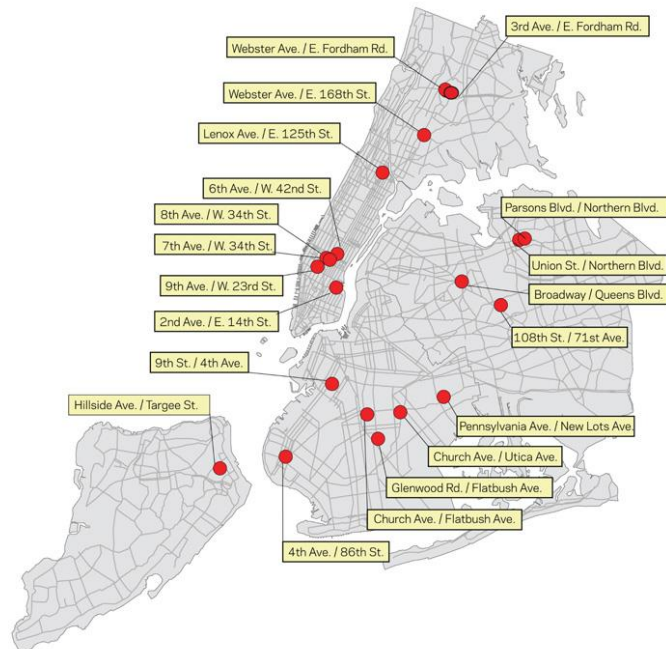 3rd Ave. / E. Fordham Rd.
Webster Ave. / E. Fordham Rd.
Webster Ave. / E. 168th St.
Lenox Ave. / E. 125th St.
6th Ave. / W. 42nd St.
8th Ave. / W. 34th St.
7th Ave. / W. 34th St.
9th Ave. / W. 23rd St.
2nd Ave. / E. 14th St.
Parsons Blvd. / Northern Blvd.
Union St. / Northern Blvd.
Broadway / Queens Blvd.
108th St. / 71st Ave.
9th St. / 4th Ave.
Hillside Ave. / Targee St.
Pennsylvania Ave. / New Lots Ave.
Church Ave. / Utica Ave.
Glenwood Rd. / Flatbush Ave.
Church Ave. / Flatbush Ave.
4th Ave. / 86th St.